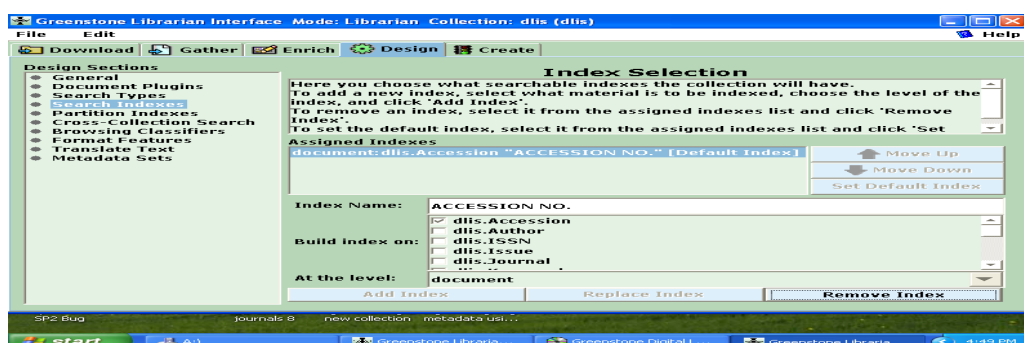 Greenstone Librarian Interface  Mode: Librarian  Collection: dlis (dlis)
File Edit Help
Download Gather Enrich Design Create
Design Sections
General
Document Plugins
Search Types
Search Indexes
Partition Indexes
Cross-Collection Search
Browsing Classifiers
Format Features
Translate Text
Metadata Sets
Index Selection
Here you choose what searchable indexes the collection will have.
To add a new index, select what material is to be indexed, choose the level of the
index, and click 'Add Index'.
To remove an index, select it from the assigned indexes list and click 'Remove
Index'.
To set the default index, select it from the assigned indexes list and click 'Set
Assigned Indexes
document:dlis.Accession "ACCESSION NO." [Default Index]
Move Up
Move Down
Set Default Index
Index Name: ACCESSION NO.
Build index on:
dlis.Accession
dlis.Author
dlis.ISSN
dlis.Issue
dlis.Journal
At the level: document
Add Index Replace Index Remove Index
SP2 Bug journals 8 new collection metadata usi...
start A:\ Greenstone Libraria... Greenstone Digital L... Greenstone Libraria... 4:49 PM